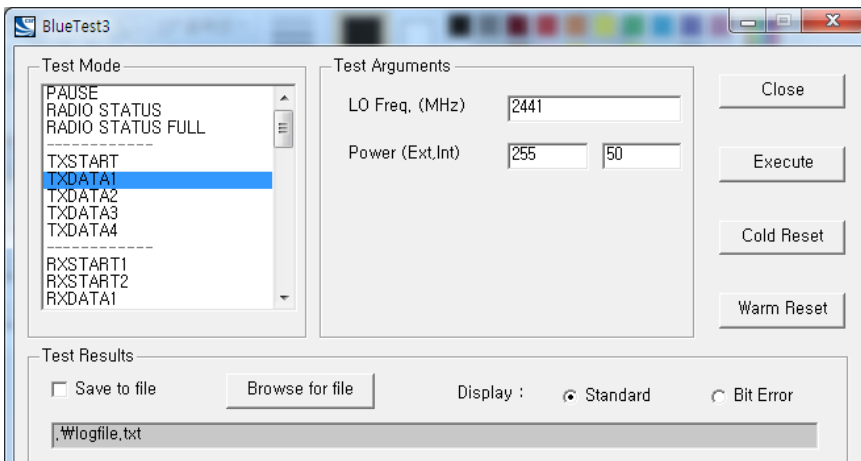 BlueTest3
Test Mode
PAUSE
RADIO STATUS
RADIO STATUS FULL
------------
TXSTART
TXDATA1
TXDATA2
TXDATA3
TXDATA4
------------
RXSTART1
RXSTART2
RXDATA1
Test Arguments
LO Freq, (MHz) 2441
Power (Ext,Int) 255 50
Close
Execute
Cold Reset
Warm Reset
Test Results
Save to file
Browse for file
Display :
Standard
Bit Error
.₩logfile.txt